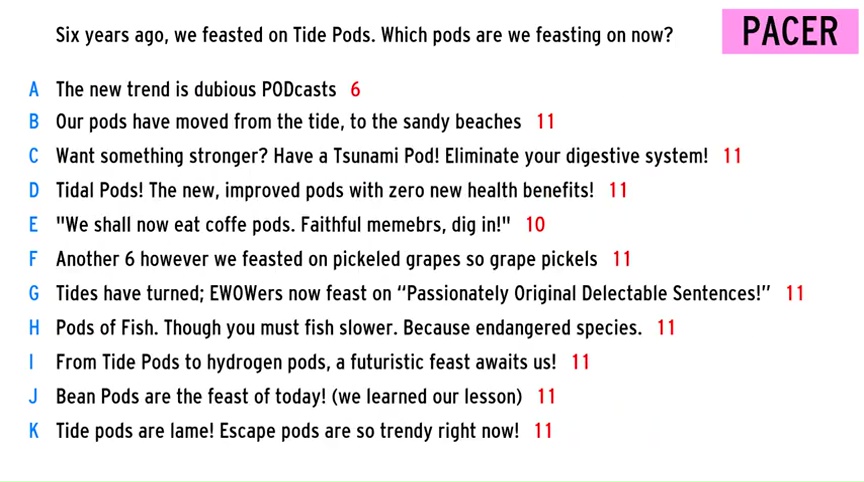 Six years ago, we feasted on Tide Pods. Which pods are we feasting on now?
PACER
A The new trend is dubious PODcasts 6
B Our pods have moved from the tide, to the sandy beaches 11
C Want something stronger? Have a Tsunami Pod! Eliminate your digestive system! 11
D Tidal Pods! The new, improved pods with zero new health benefits! 11
E "We shall now eat coffe pods. Faithful memebrs, dig in!" 10
F Another 6 however we feasted on pickeled grapes so grape pickels 11
G Tides have turned; EWOWers now feast on “Passionately Original Delectable Sentences!” 11
H Pods of Fish. Though you must fish slower. Because endangered species. 11
I From Tide Pods to hydrogen pods, a futuristic feast awaits us! 11
J Bean Pods are the feast of today! (we learned our lesson) 11
K Tide pods are lame! Escape pods are so trendy right now! 11